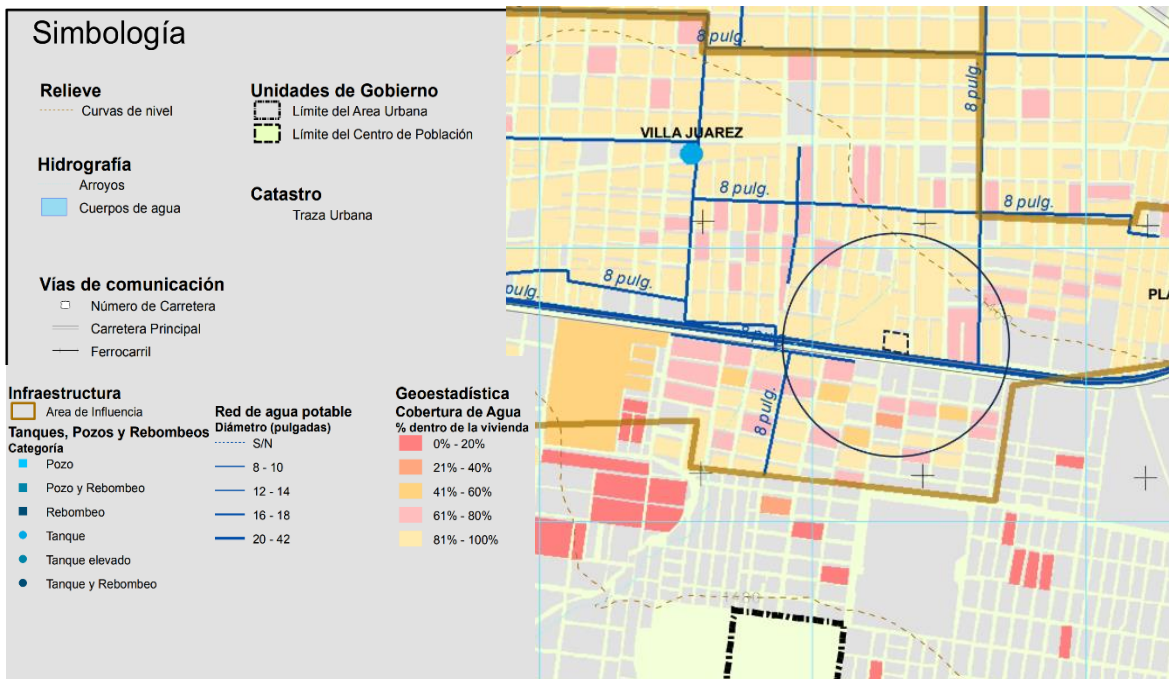 Simbología
Relieve
Curvas de nivel
Hidrografía
Arroyos
Cuerpos de agua
Vías de comunicación
Número de Carretera
Carretera Principal
Ferrocarril
Unidades de Gobierno
Límite del Area Urbana
Límite del Centro de Población
Catastro
Traza Urbana
Infraestructura
Area de Influencia
Tanques, Pozos y Rebombeos
Categoría
Pozo
Pozo y Rebombeo
Rebombeo
Tanque
Tanque elevado
Tanque y Rebombeo
Red de agua potable
Diámetro (pulgadas)
S/N
8 - 10
12 - 14
16 - 18
20 - 42
Geoestadística
Cobertura de Agua
% dentro de la vivienda
0% - 20%
21% - 40%
41% - 60%
61% - 80%
81% - 100%
8 pulg.
8 pulg.
VILLA JUAREZ
8 pulg.
8 pulg.
8 pulg.
pulg.
PLA
8 pulg.
8 pulg.